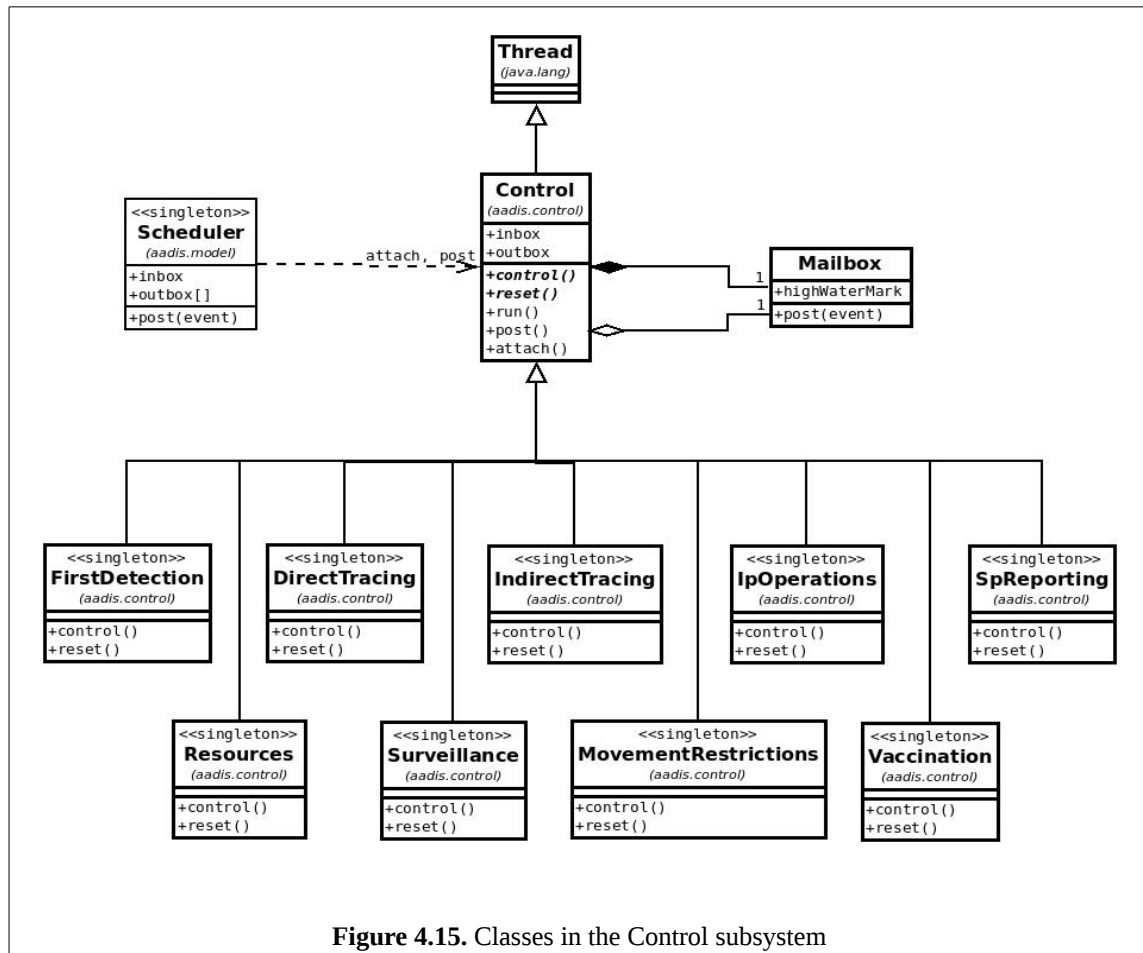 Thread
(java.lang)
<<singleton>>
Scheduler
(aadis.model)
+inbox
+outbox[]
+post(event)
attach, post
Control
(aadis.control)
+inbox
+outbox
+control()
+reset()
+run()
+post()
+attach()
1
1
Mailbox
+highWaterMark
+post(event)
<<singleton>>
FirstDetection
(aadis.control)
+control()
+reset()
<<singleton>>
DirectTracing
(aadis.control)
+control()
+reset()
<<singleton>>
IndirectTracing
(aadis.control)
+control()
+reset()
<<singleton>>
IpOperations
(aadis.control)
+control()
+reset()
<<singleton>>
SpReporting
(aadis.control)
+control()
+reset()
<<singleton>>
Resources
(aadis.control)
+control()
+reset()
<<singleton>>
Surveillance
(aadis.control)
+control()
+reset()
<<singleton>>
MovementRestrictions
(aadis.control)
+control()
+reset()
<<singleton>>
Vaccination
(aadis.control)
+control()
+reset()
Figure 4.15. Classes in the Control subsystem